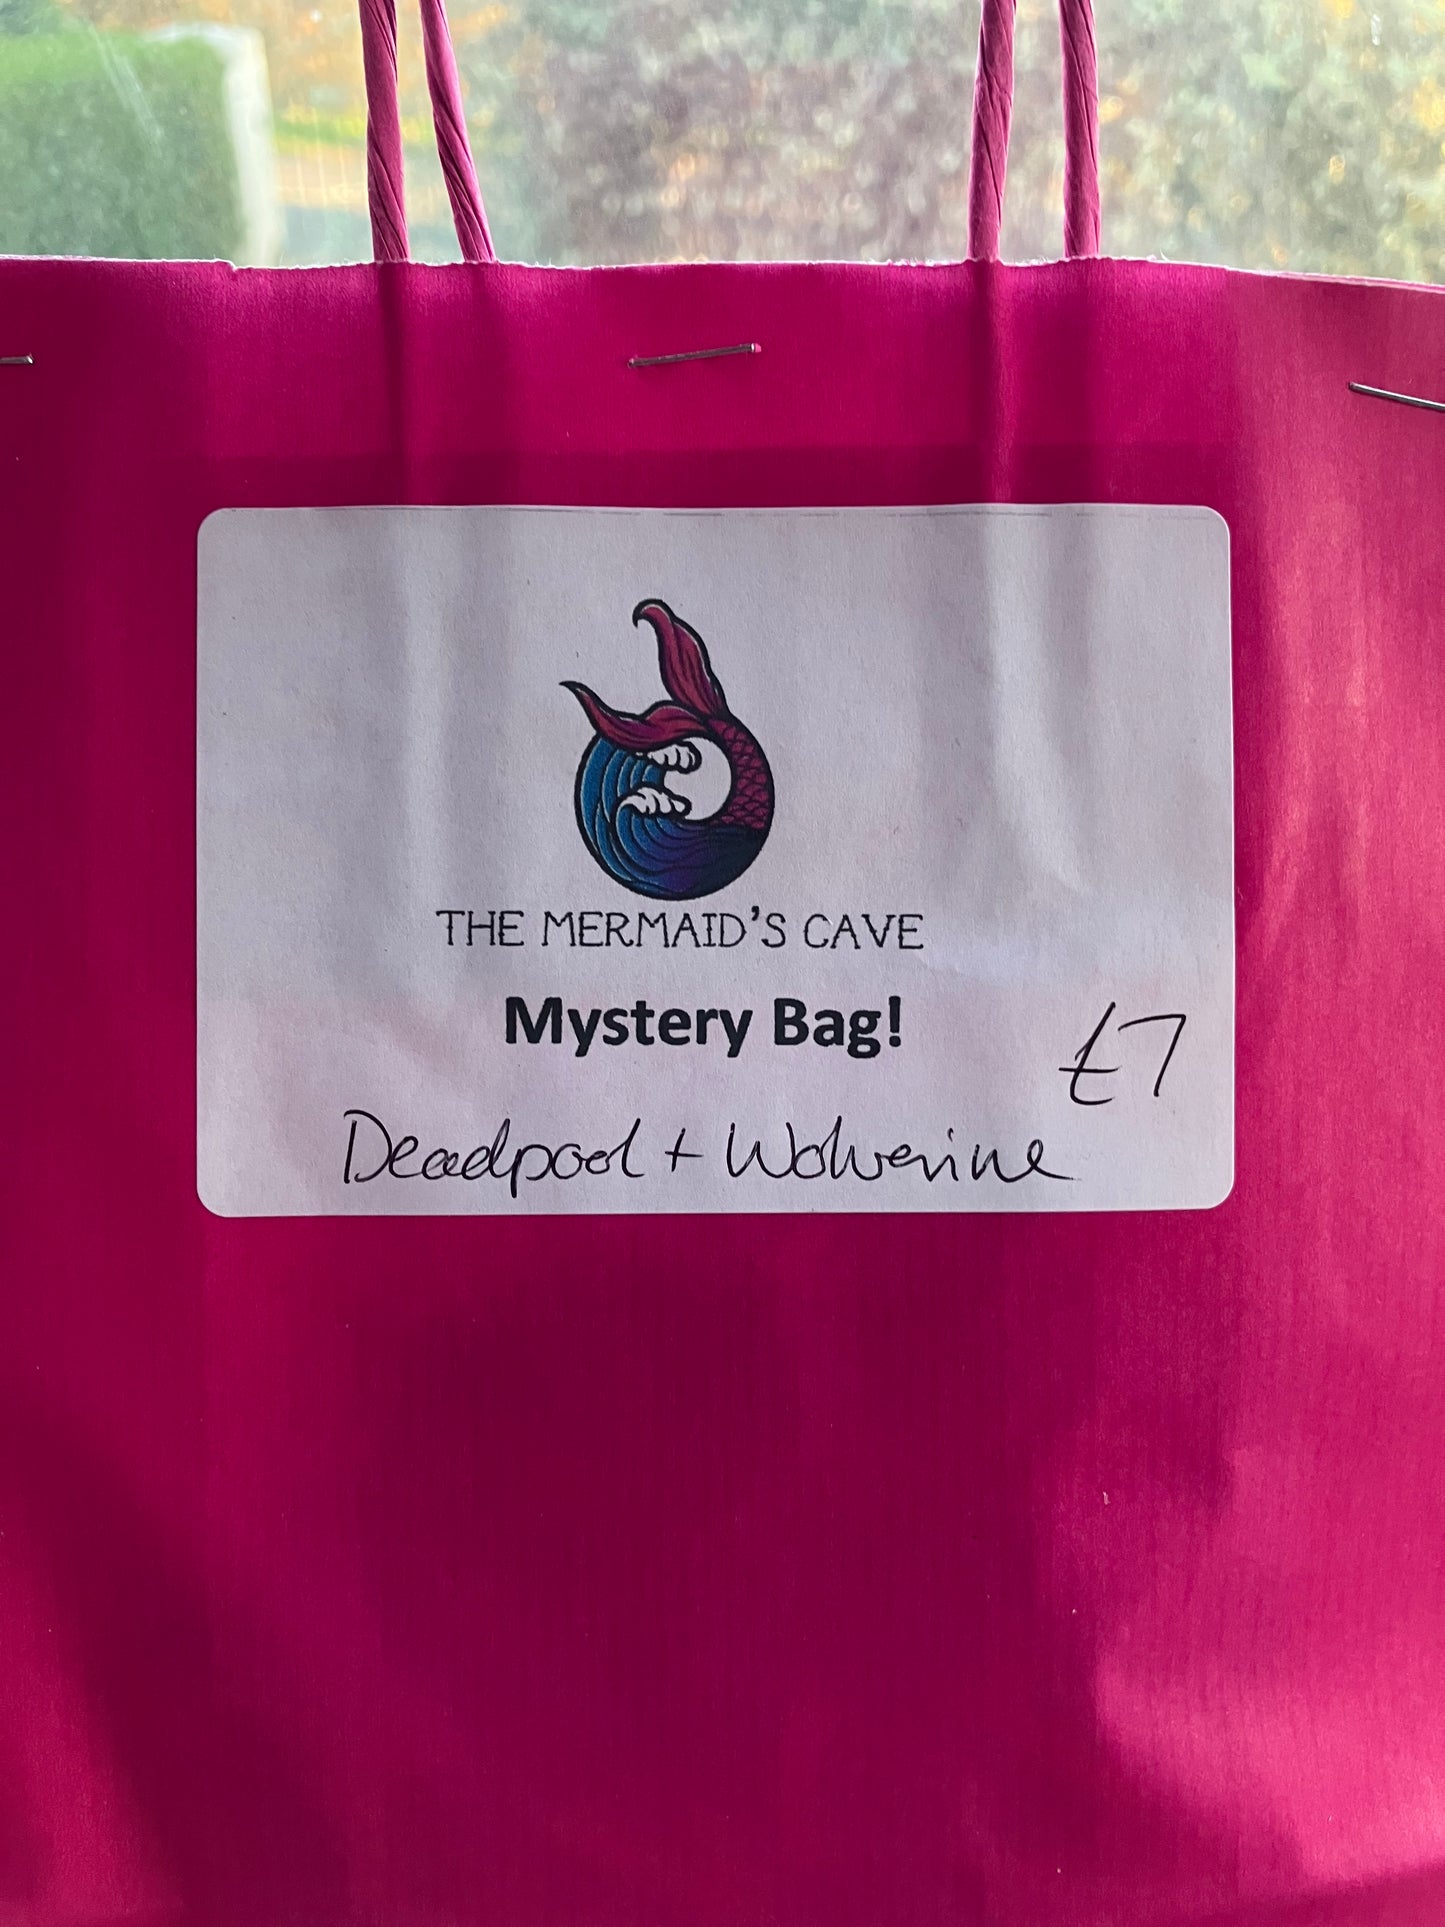 THE MERMAID'S CAVE
Mystery Bag!
£7
Deadpool + Wolverine